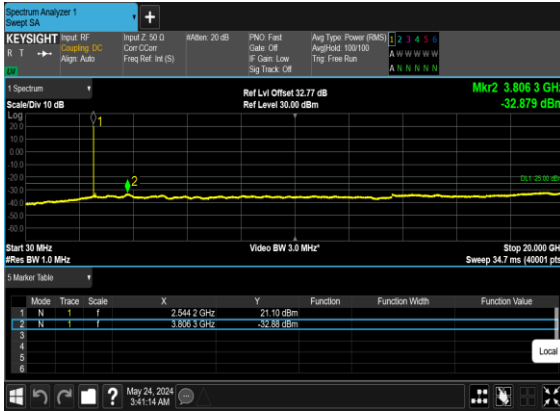 Spectrum Analyzer 1
Swept SA
+
KEYSIGHT Input: RF Input Z: 50 Ω #Atten: 20 dB PNO: Fast Avg Type: Power (RMS) 1 2 3 4 5 6
R T Coupling: DC Corr CCorr Gate: Off Avg|Hold: 100/100 A W W W W W
Align: Auto Freq Ref: Int (S) IF Gain: Low Trig: Free Run
LXI Sig Track: Off A N N N N N
1 Spectrum Ref Lvl Offset 32.77 dB Mkr2 3.806 3 GHz
Scale/Div 10 dB Ref Level 30.00 dBm -32.879 dBm
Log
20.0 1
10.0
0.00
-10.0
-20.0 DL1 -25.00 dBm
-30.0 2
-40.0
-50.0
-60.0
Start 30 MHz Video BW 3.0 MHz* Stop 20.000 GHz
#Res BW 1.0 MHz Sweep 34.7 ms (40001 pts)
5 Marker Table
Mode Trace Scale X Y Function Function Width Function Value
1 N 1 f 2.544 2 GHz 21.10 dBm
2 N 1 f 3.806 3 GHz -32.88 dBm
3
4
5
6
Local
? May 24, 2024
3:41:14 AM